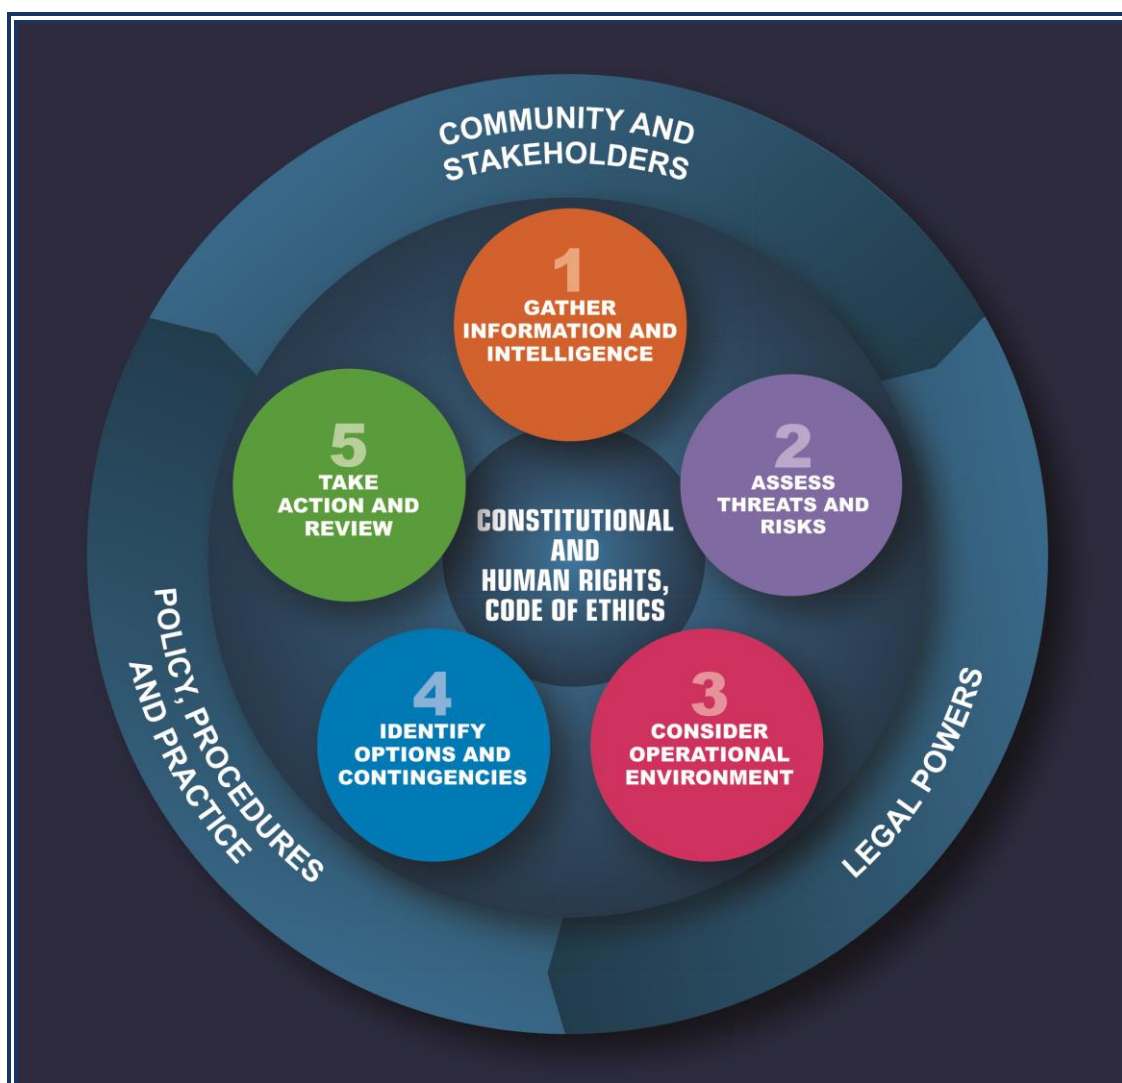 COMMUNITY AND
STAKEHOLDERS
1
GATHER
INFORMATION AND
INTELLIGENCE
2
ASSESS
THREATS AND
RISKS
3
CONSIDER
OPERATIONAL
ENVIRONMENT
4
IDENTIFY
OPTIONS AND
CONTINGENCIES
5
TAKE
ACTION AND
REVIEW
CONSTITUTIONAL
AND
HUMAN RIGHTS,
CODE OF ETHICS
LEGAL POWERS
POLICY, PROCEDURES
AND PRACTICE